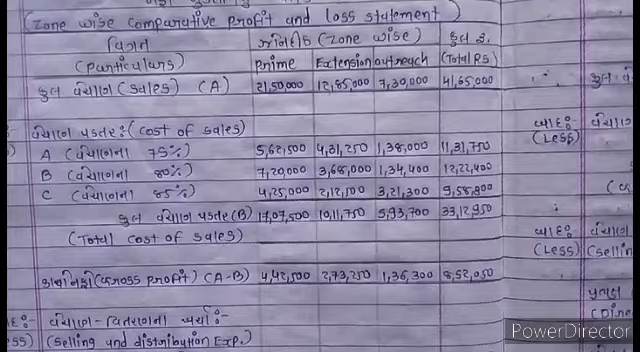 (Zone wise comparative profit and loss statement)
વિગત ઝોનદીઠ (Zone wise) કુલ રૂ.
(Particulars) Prime Extension outreach (Total Rs)
કુલ વેચાણ (sales) (A) 21,50,000 12,85,000 7,30,000 41,65,000
વેચાણ પડતર: (cost of sales)
A (વેચાણના 75%) 5,62,500 4,31,250 1,38,000 11,31,750
B (વેચાણના 80%) 7,20,000 3,68,000 1,34,400 12,22,400
C (વેચાણના 85%) 4,25,000 2,12,500 3,21,300 9,58,800
કુલ વેચાણ પડતર (B) 17,07,500 10,11,750 5,93,700 33,12,950
(Total cost of sales)
કાચો નફો (Gross profit) (A-B) 4,42,500 2,73,250 1,36,300 8,52,050
વેચાણ-વિતરણના ખર્ચા:-
(selling and distribution Exp.)
બાદ: વેચાણ
(Less)
બાદ: વેચાણ
(Less) (sellin
પ્રત્યક્ષ
(Dire
PowerDirector